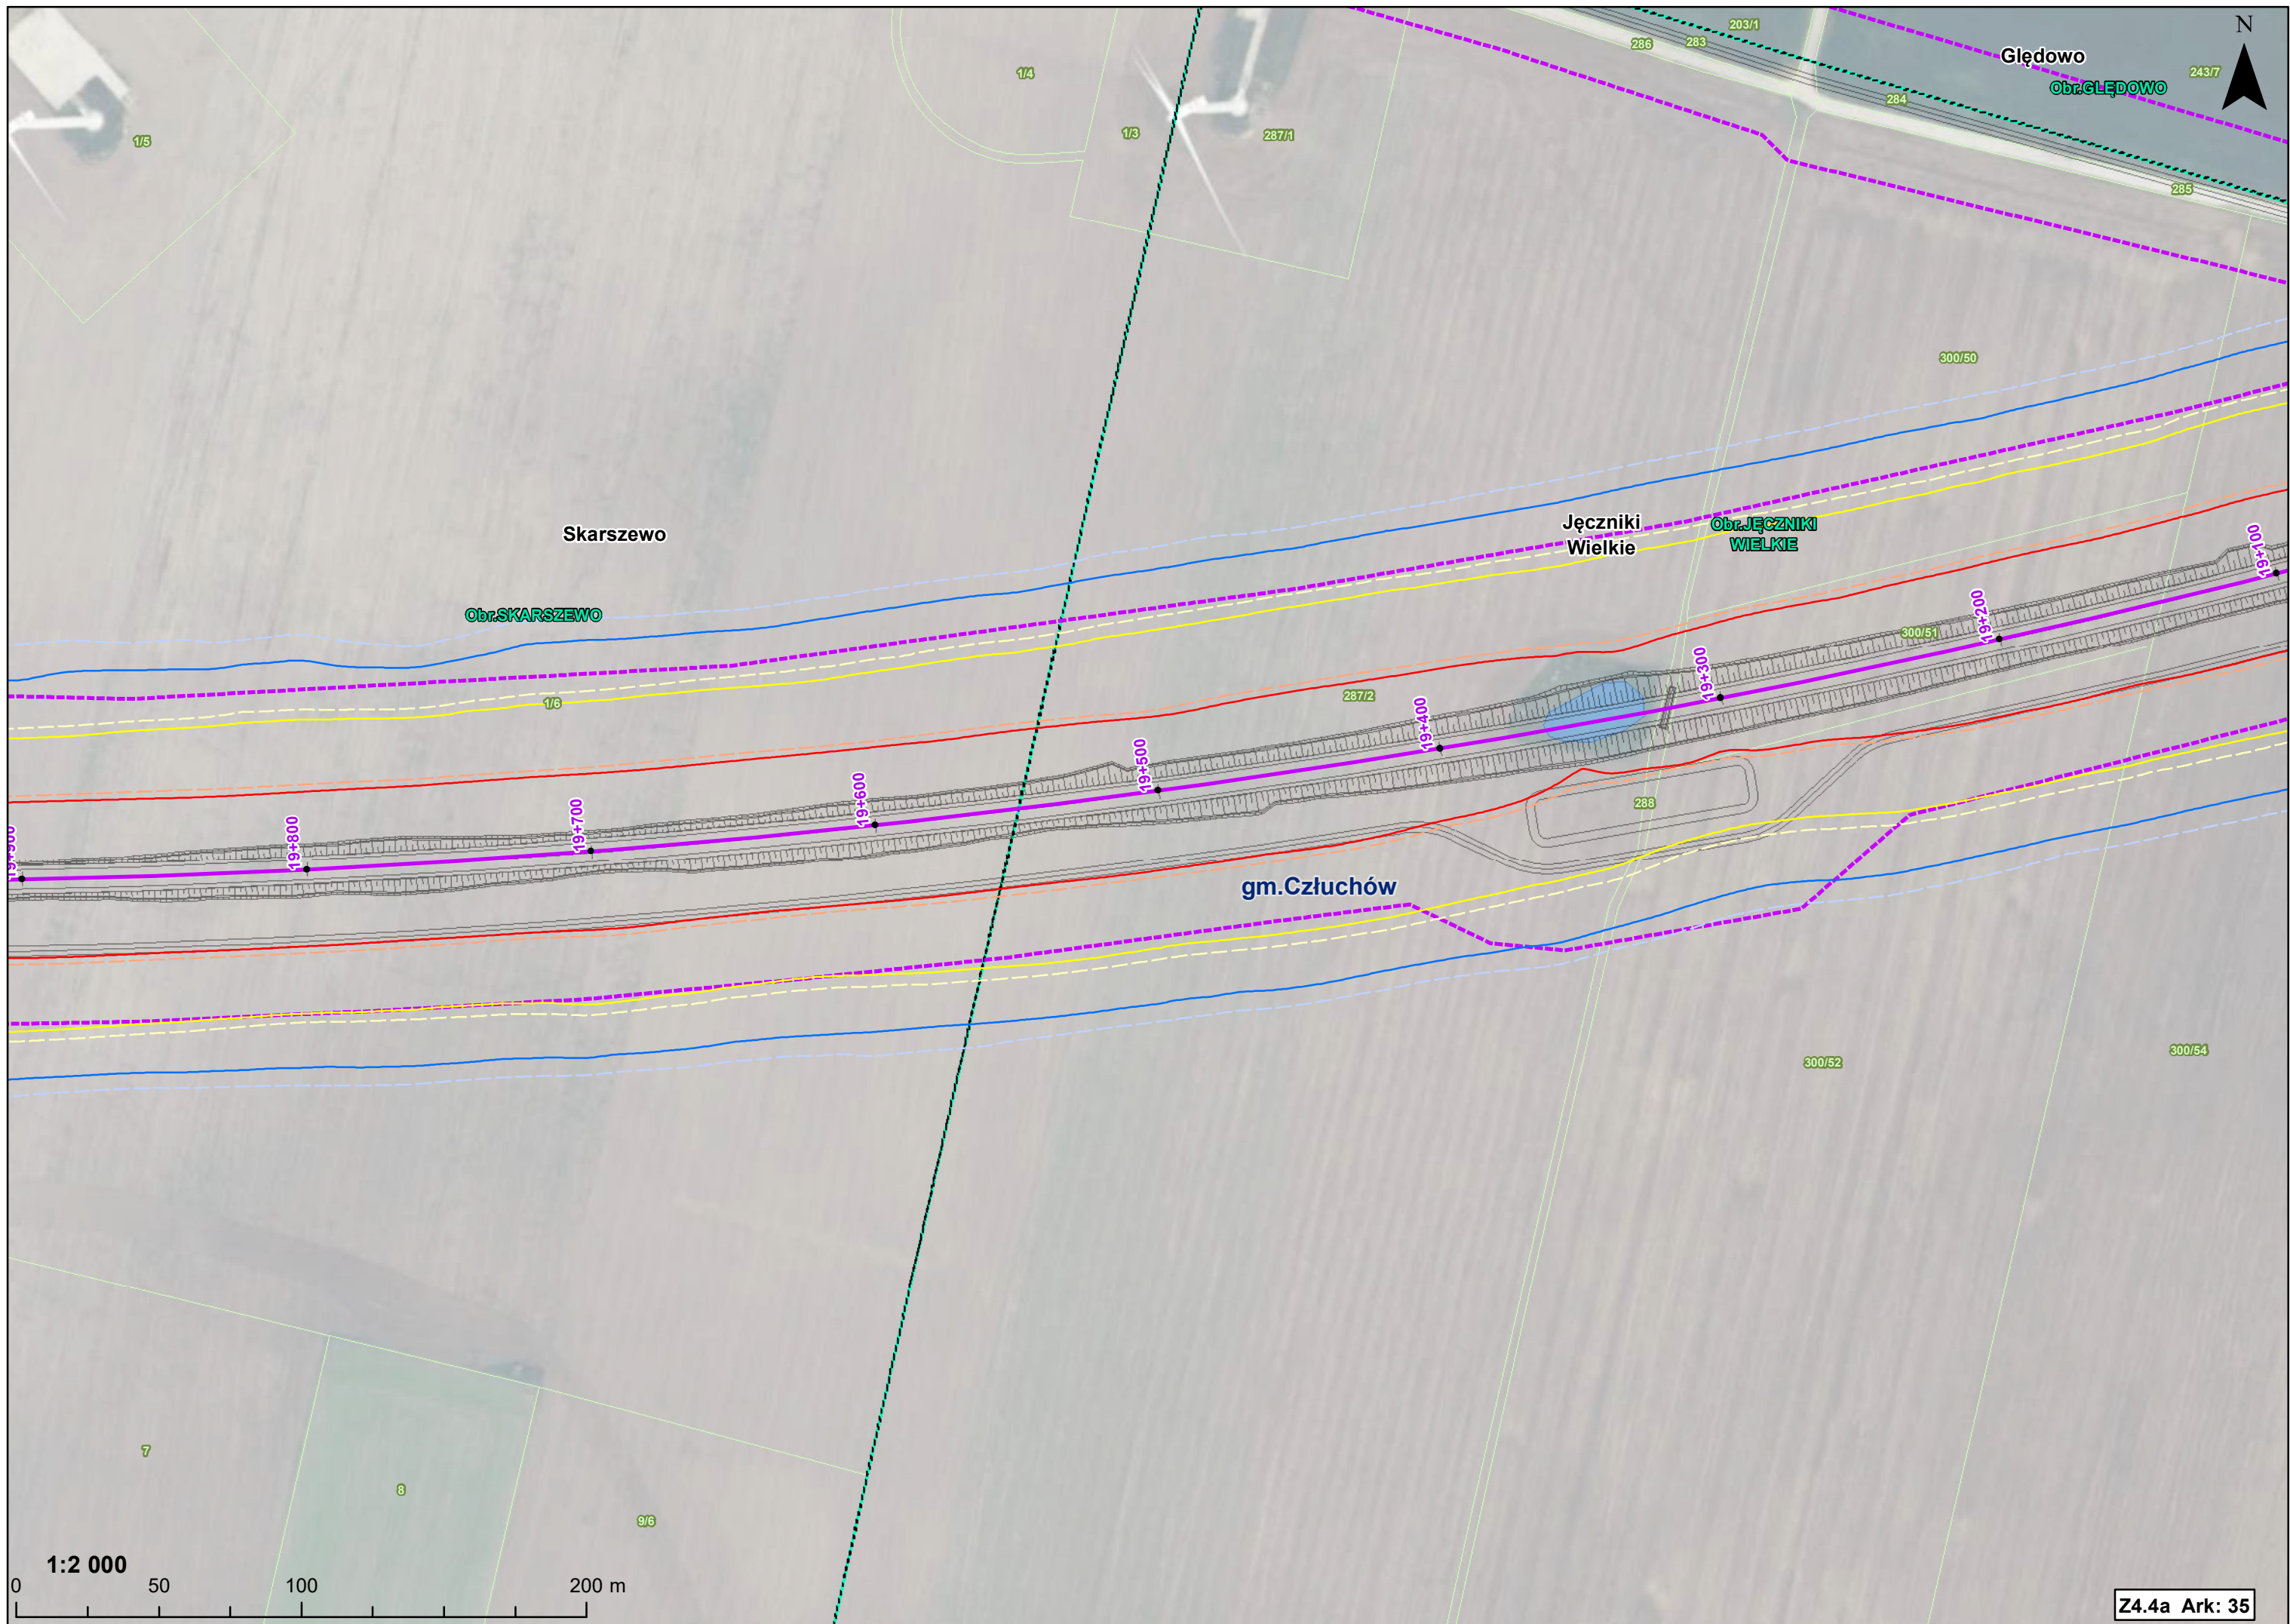 203/1
286
283
Ględowo
N
1/4
243/7
Obr.GLĘDOWO
284
1/3
287/1
1/5
285
300/50
Skarszewo
Jęczniki
Wielkie
Obr.JĘCZNIKI
WIELKIE
19+100
Obr.SKARSZEWO
19+200
300/51
19+300
287/2
1/6
19+400
19+500
19+600
288
19+700
19+800
19+900
gm.Człuchów
300/54
300/52
7
8
9/6
1:2 000
0 50 100 200 m
Z4.4a Ark: 35